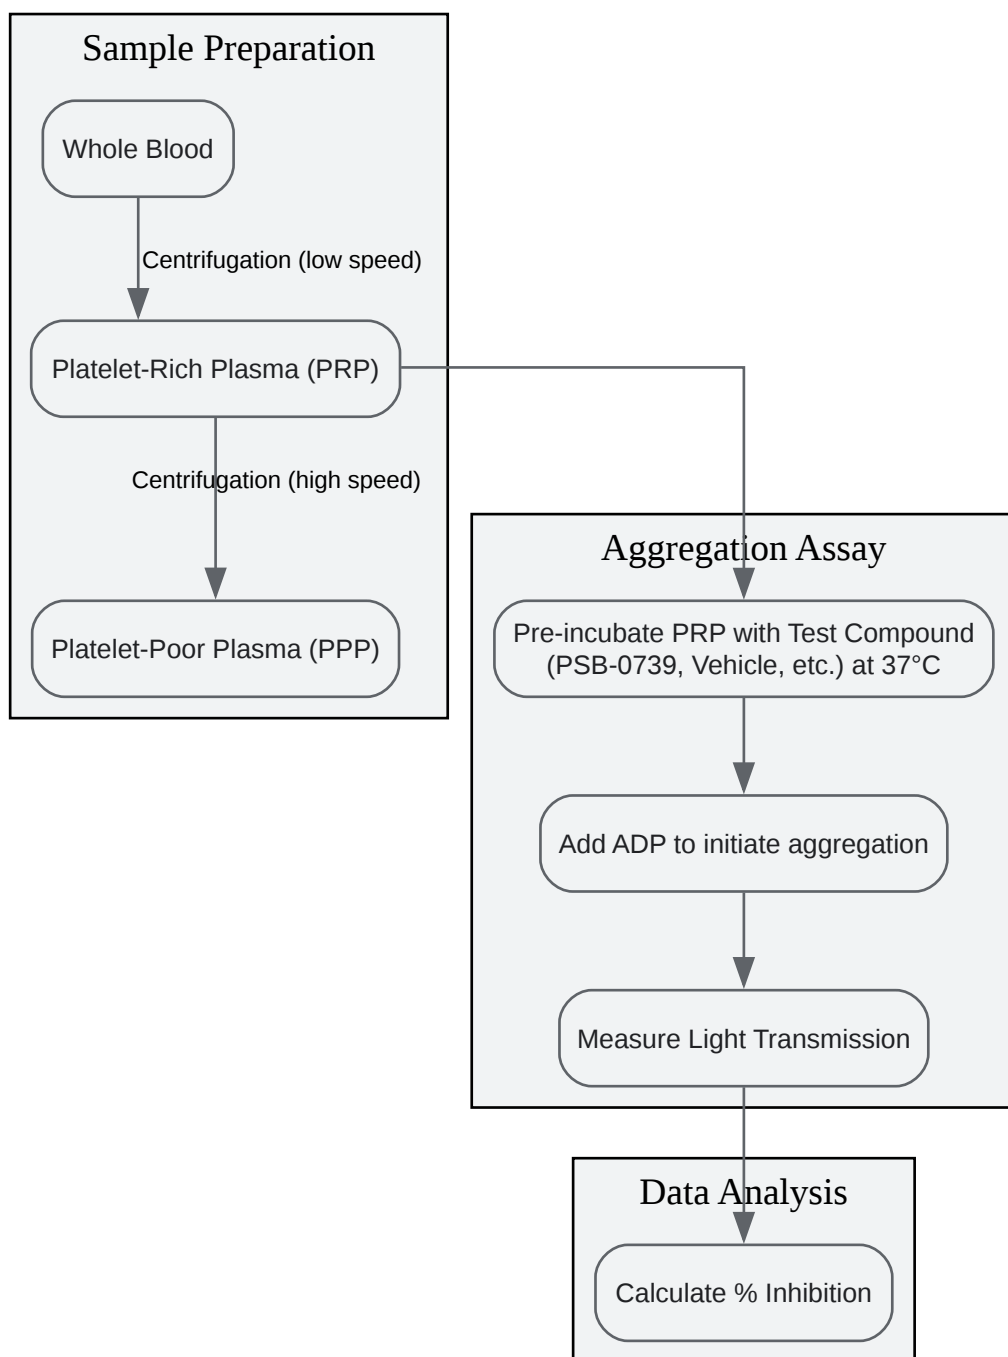 Sample Preparation
Whole Blood
Centrifugation (low speed)
Platelet-Rich Plasma (PRP)
Centrifugation (high speed)
Platelet-Poor Plasma (PPP)
Aggregation Assay
Pre-incubate PRP with Test Compound
(PSB-0739, Vehicle, etc.) at 37°C
Add ADP to initiate aggregation
Measure Light Transmission
Data Analysis
Calculate % Inhibition